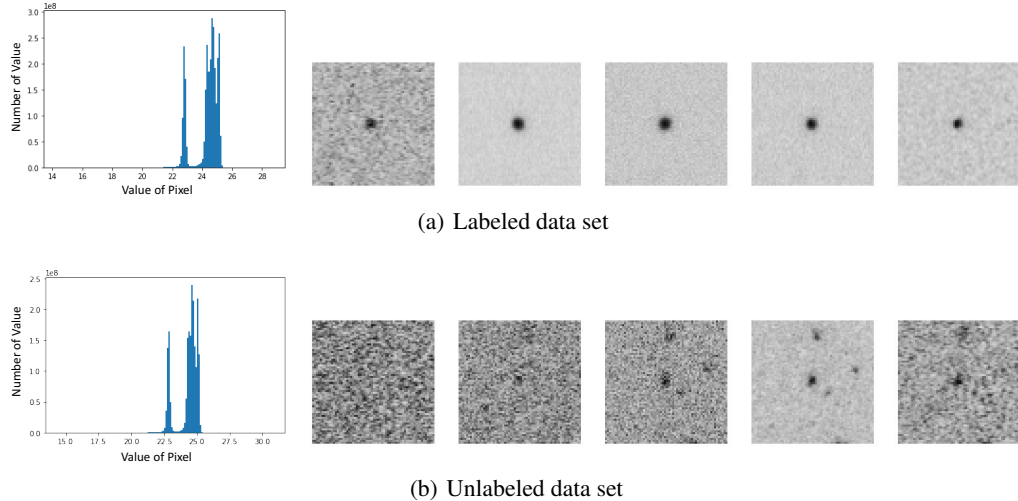 1e8
3.0
2.5
2.0
1.5
1.0
0.5
0.0
Number of Value
14 16 18 20 22 24 26 28
Value of Pixel
(a) Labeled data set
1e8
2.5
2.0
1.5
1.0
0.5
0.0
Number of Value
15.0 17.5 20.0 22.5 25.0 27.5 30.0
Value of Pixel
(b) Unlabeled data set